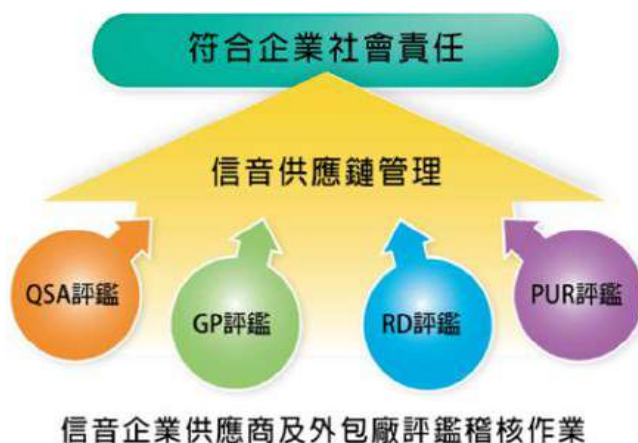 符合企業社會責任
信音供應鏈管理
QSA評鑑
GP評鑑
RD評鑑
PUR評鑑
信音企業供應商及外包廠評鑑稽核作業